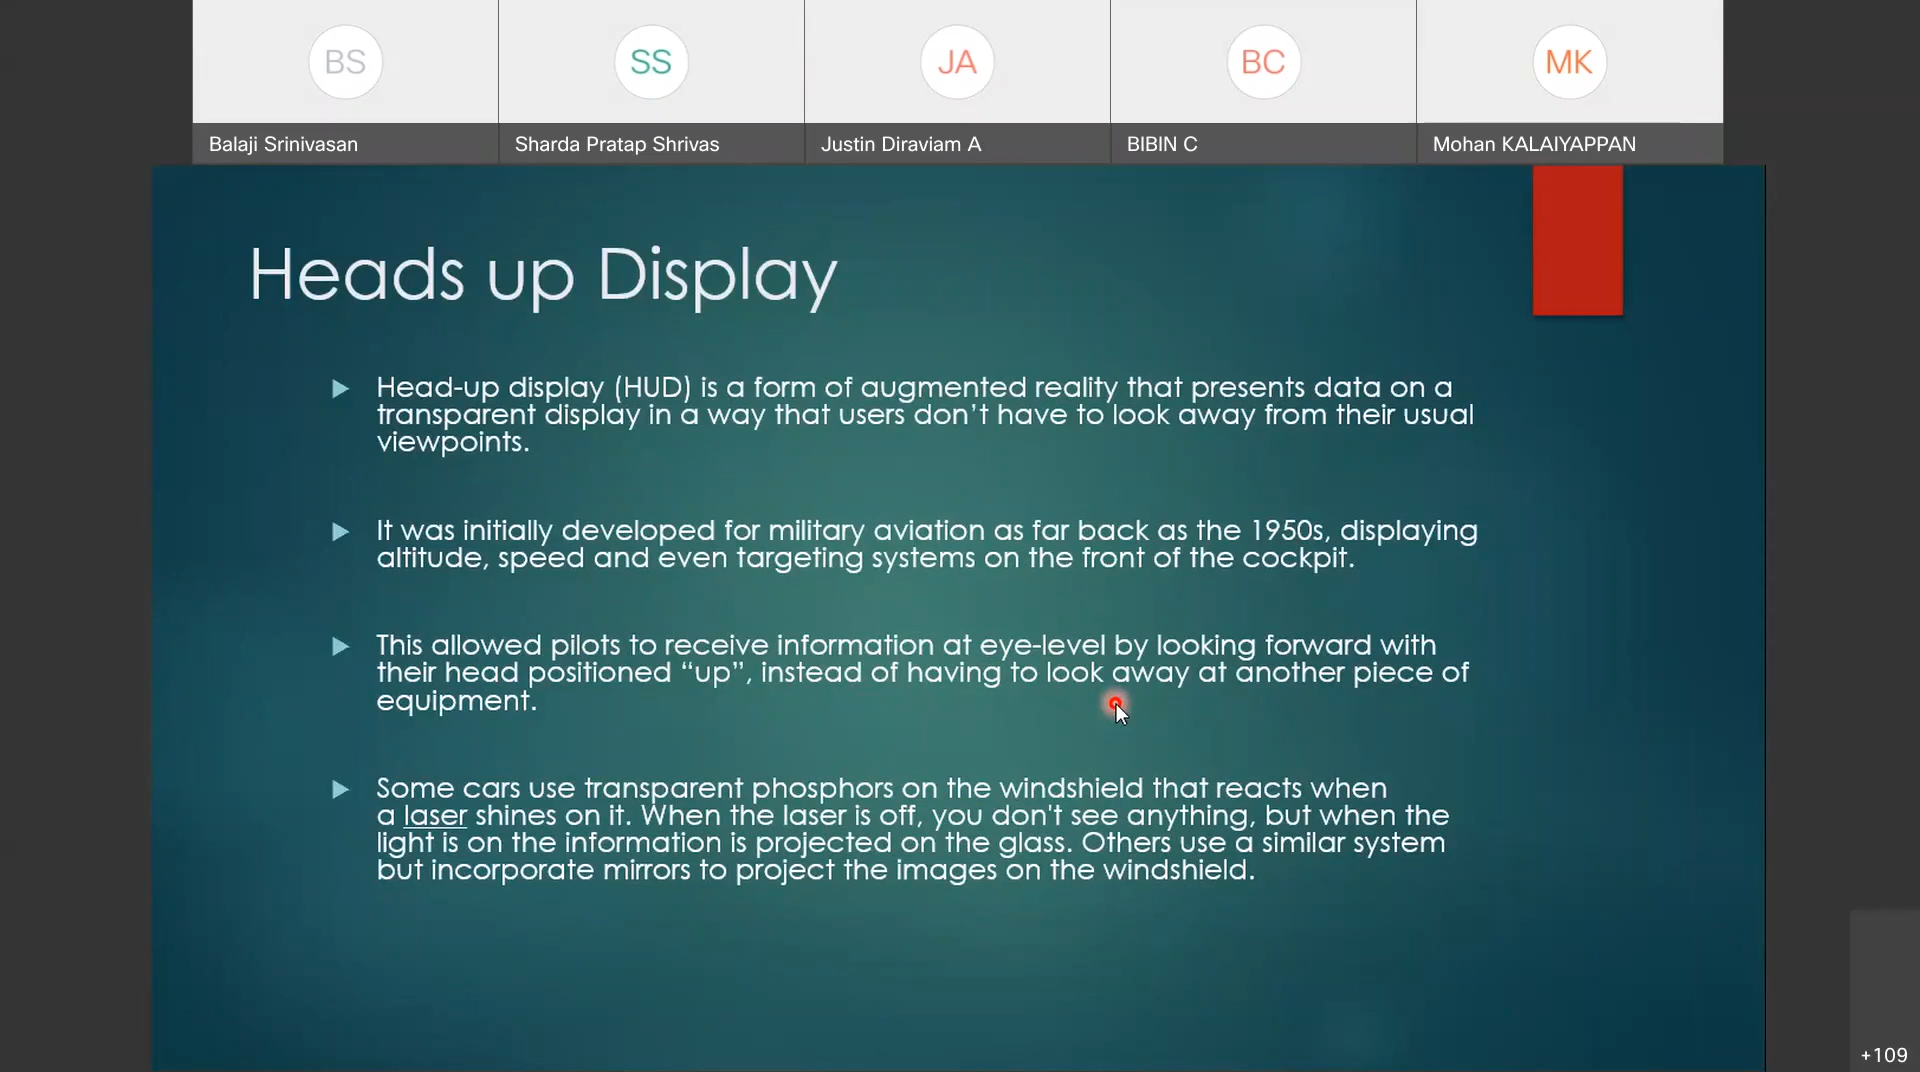 BS
SS
JA
BC
MK
Balaji Srinivasan
Sharda Pratap Shrivas
Justin Diraviam A
BIBIN C
Mohan KALAIYAPPAN
Heads up Display
Head-up display (HUD) is a form of augmented reality that presents data on a
transparent display in a way that users don’t have to look away from their usual
viewpoints.
It was initially developed for military aviation as far back as the 1950s, displaying
altitude, speed and even targeting systems on the front of the cockpit.
This allowed pilots to receive information at eye-level by looking forward with
their head positioned “up”, instead of having to look away at another piece of
equipment.
Some cars use transparent phosphors on the windshield that reacts when
a laser shines on it. When the laser is off, you don't see anything, but when the
light is on the information is projected on the glass. Others use a similar system
but incorporate mirrors to project the images on the windshield.
+109